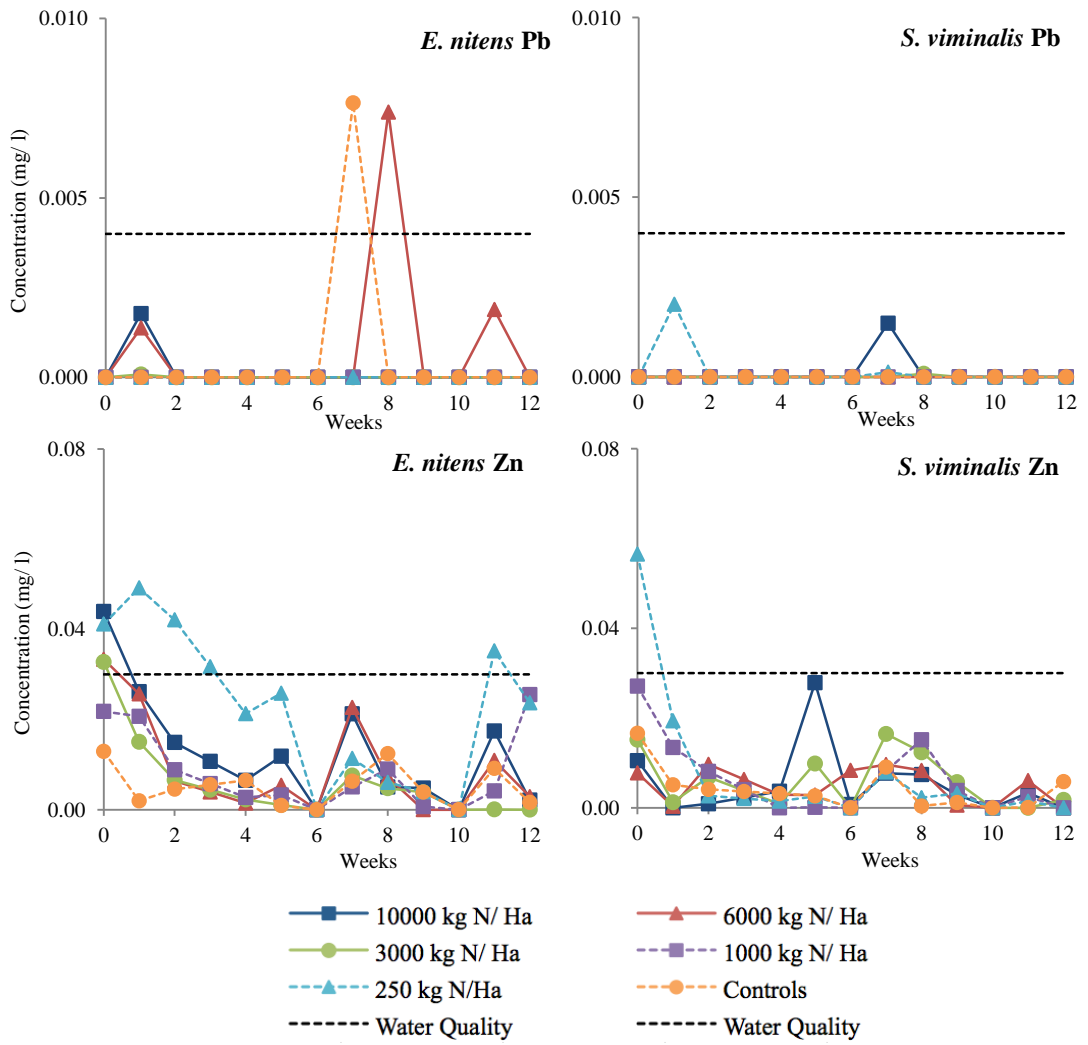 E. nitens Pb
Concentration (mg/ l)
0.010
0.005
0.000
0 2 4 6 8 10 12
Weeks
S. viminalis Pb
0.010
0.005
0.000
0 2 4 6 8 10 12
Weeks
E. nitens Zn
Concentration (mg/ l)
0.08
0.04
0.00
0 2 4 6 8 10 12
Weeks
S. viminalis Zn
0.08
0.04
0.00
0 2 4 6 8 10 12
Weeks
10000 kg N/ Ha
6000 kg N/ Ha
3000 kg N/ Ha
1000 kg N/ Ha
250 kg N/Ha
Controls
Water Quality
Water Quality